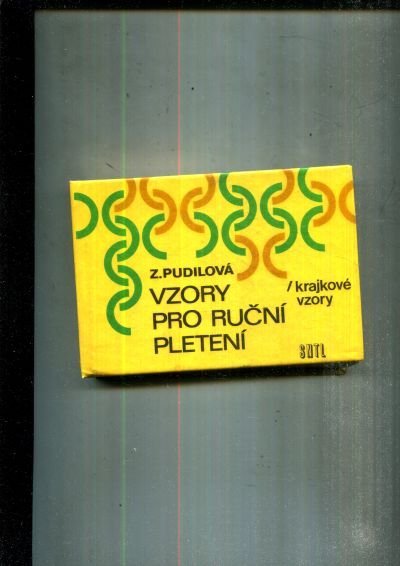 Z.PUDILOVÁ
VZORY
PRO RUČNÍ
PLETENÍ
/krajkové
vzory
SNTL